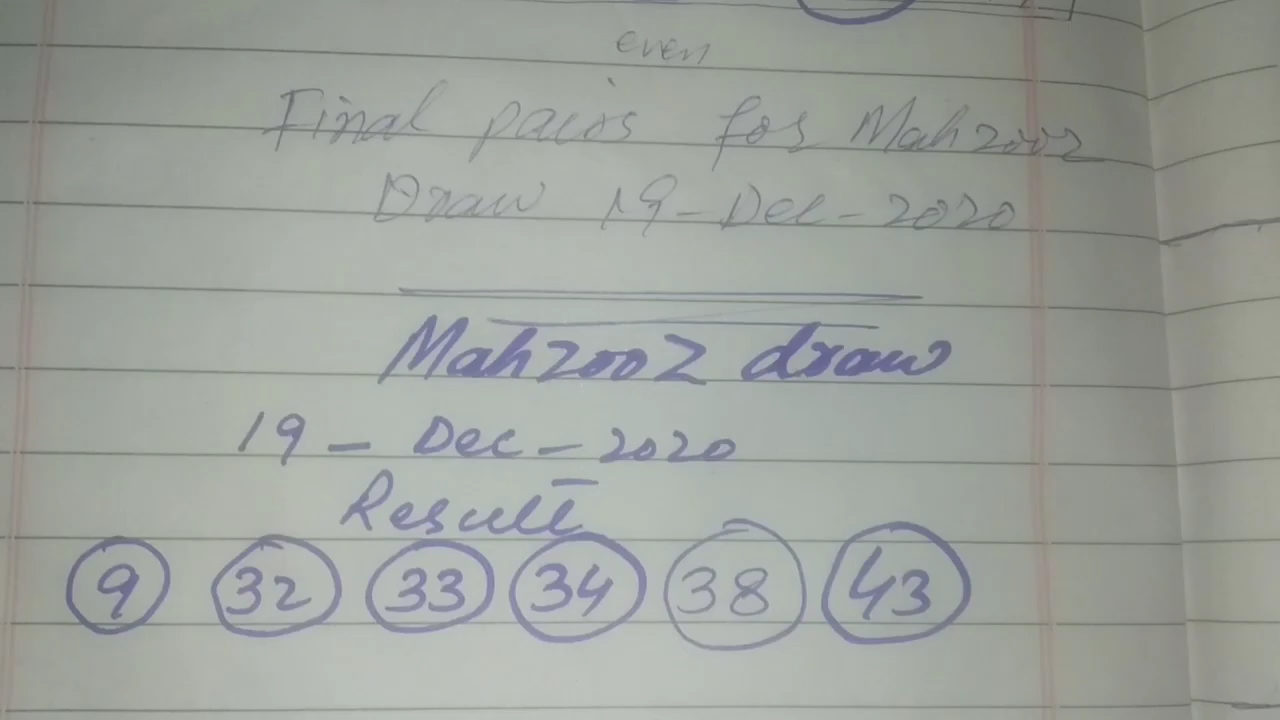 even
Final pairs for Mahzooz
Draw 19-Dec-2020
Mahzooz draw
19-Dec-2020
Result
9 32 33 34 38 43